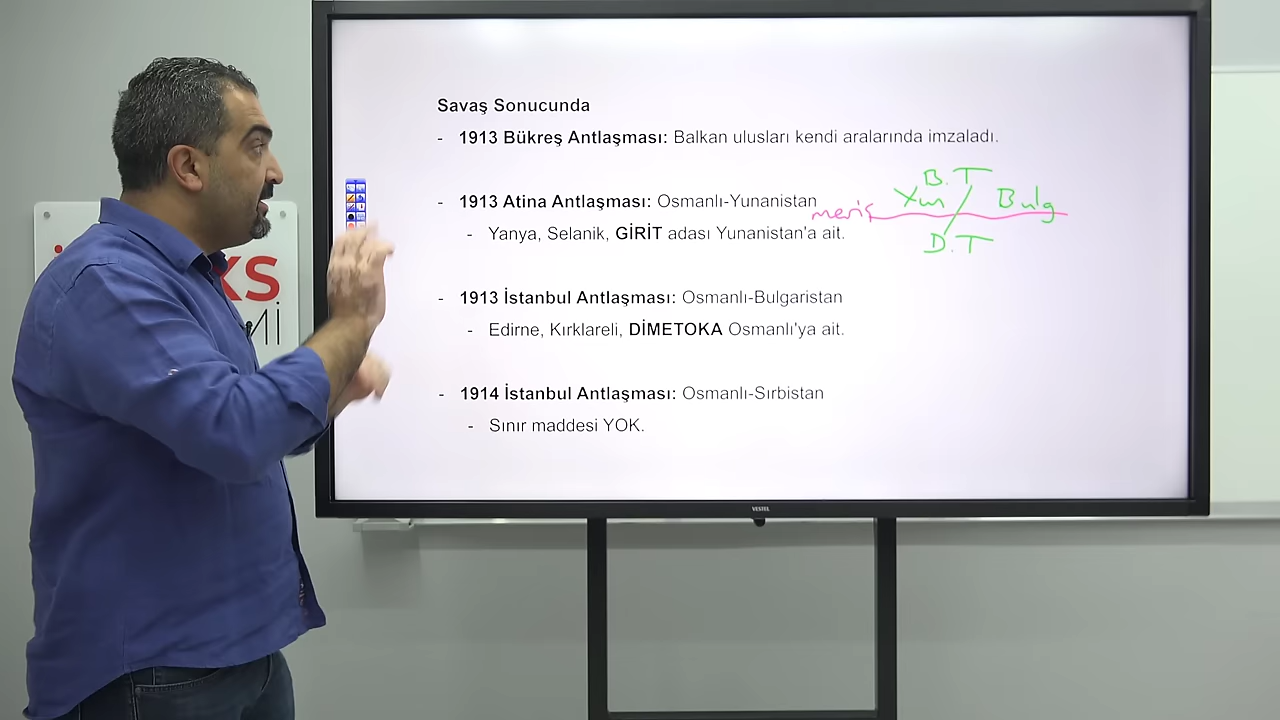 Savaş Sonucunda
- 1913 Bükreş Antlaşması: Balkan ulusları kendi aralarında imzaladı.
- 1913 Atina Antlaşması: Osmanlı-Yunanistan
- Yanya, Selanik, GİRİT adası Yunanistan'a ait.
B.T
Yun Bulg
meriç
D.T
- 1913 İstanbul Antlaşması: Osmanlı-Bulgaristan
- Edirne, Kırklareli, DİMETOKA Osmanlı'ya ait.
- 1914 İstanbul Antlaşması: Osmanlı-Sırbistan
- Sınır maddesi YOK.
VESTEL